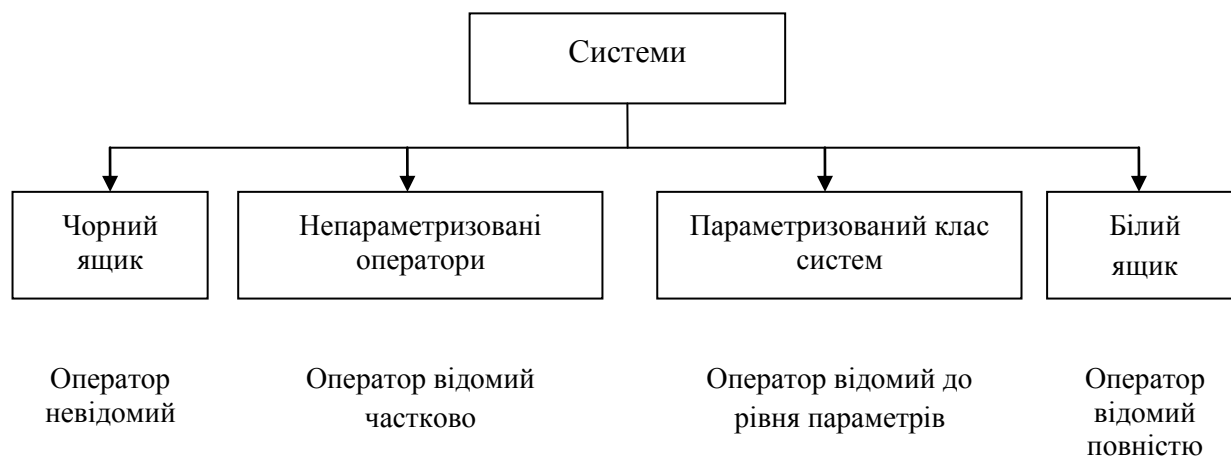 Системи
Чорний
ящик
Непараметризовані
оператори
Параметризований клас
систем
Білий
ящик
Оператор
невідомий
Оператор відомий
частково
Оператор відомий до
рівня параметрів
Оператор
відомий
повністю